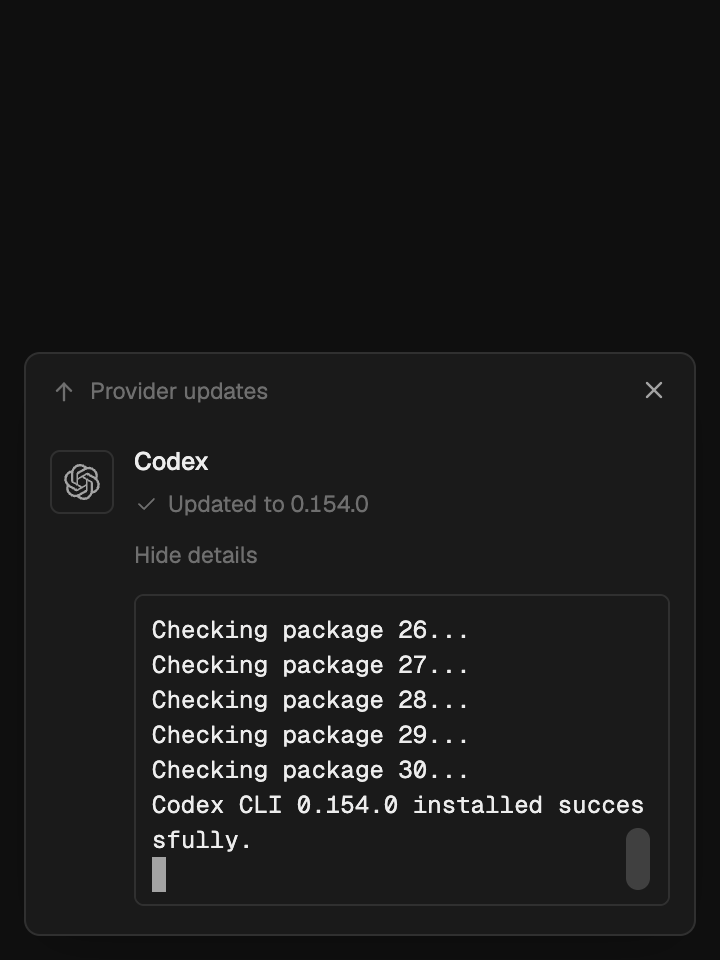 Provider updates
Codex
Updated to 0.154.0
Hide details
Checking package 26...
Checking package 27...
Checking package 28...
Checking package 29...
Checking package 30...
Codex CLI 0.154.0 installed succes
sfully.